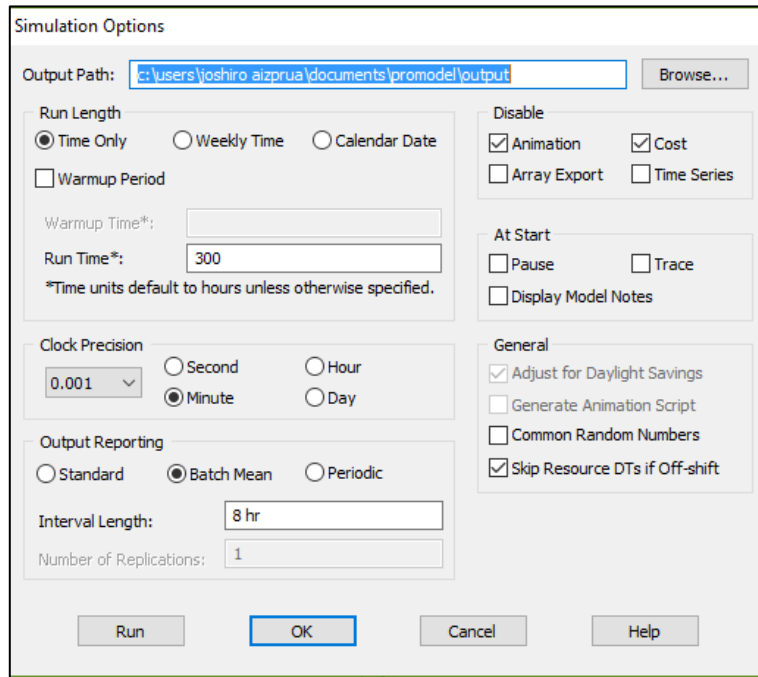 Simulation Options
Output Path: c:\users\joshiro aizprua\documents\promodel\output Browse...
Run Length
Time Only Weekly Time Calendar Date
Warmup Period
Warmup Time*:
Run Time*: 300
*Time units default to hours unless otherwise specified.
Disable
Animation Cost
Array Export Time Series
At Start
Pause Trace
Display Model Notes
Clock Precision
0.001 Second Hour
Minute Day
General
Adjust for Daylight Savings
Generate Animation Script
Common Random Numbers
Skip Resource DTs if Off-shift
Output Reporting
Standard Batch Mean Periodic
Interval Length: 8 hr
Number of Replications: 1
Run OK Cancel Help